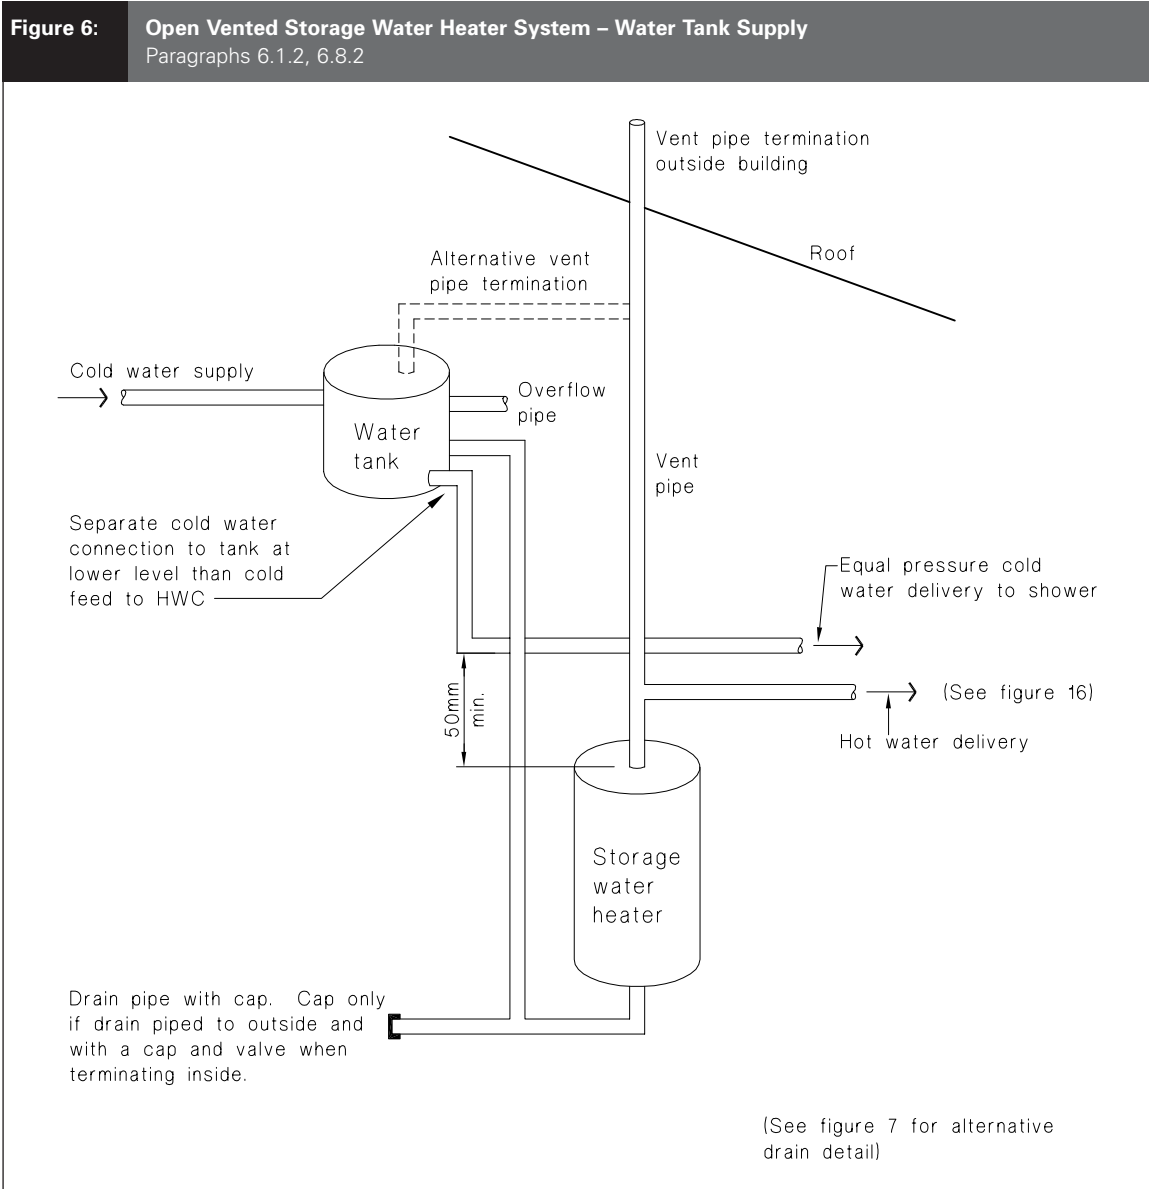 Figure 6:
Open Vented Storage Water Heater System – Water Tank Supply
Paragraphs 6.1.2, 6.8.2
Vent pipe termination
outside building
Roof
Alternative vent
pipe termination
Cold water supply
Overflow
pipe
Water
tank
Vent
pipe
Separate cold water
connection to tank at
lower level than cold
feed to HWC
Equal pressure cold
water delivery to shower
50mm
min.
(See figure 16)
Hot water delivery
Storage
water
heater
Drain pipe with cap. Cap only
if drain piped to outside and
with a cap and valve when
terminating inside.
(See figure 7 for alternative
drain detail)